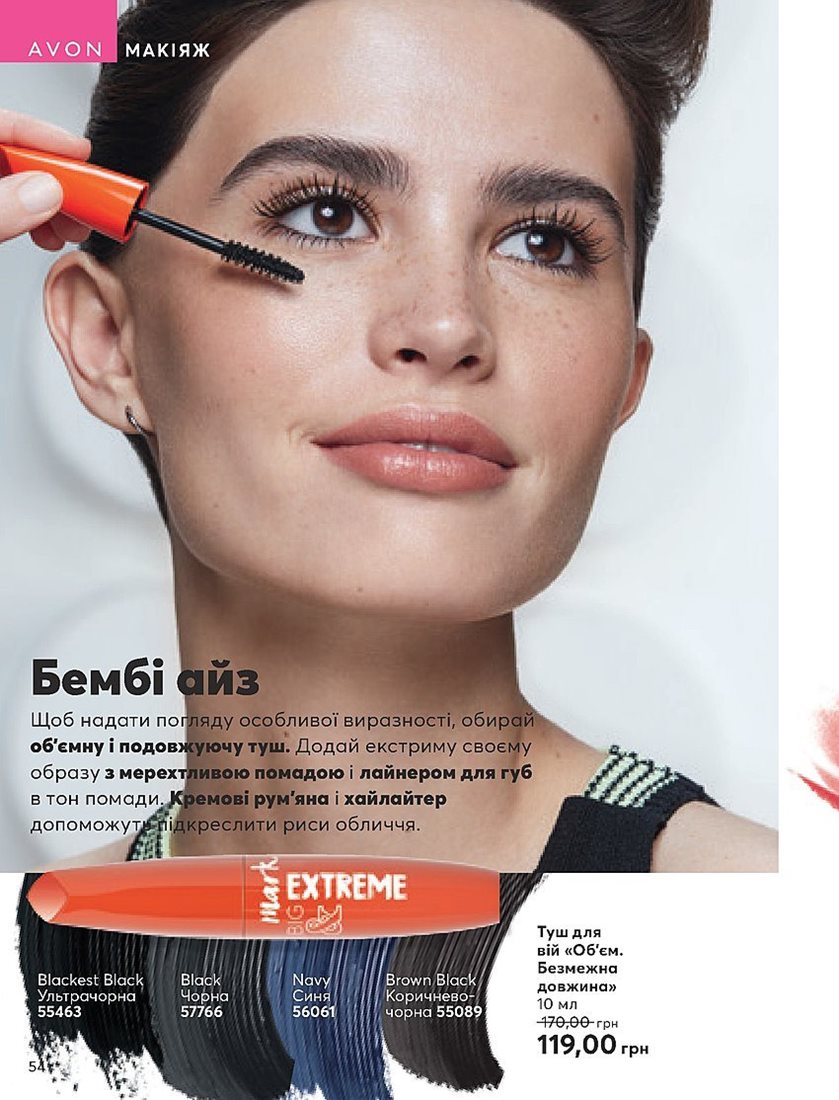 AVON МАКІЯЖ
Бембі айз
Щоб надати погляду особливої виразності, обирай
об'ємну і подовжуючу туш. Додай екстриму своєму
образу з мерехтливою помадою і лайнером для губ
в тон помади. Кремові рум'яна і хайлайтер
допоможуть підкреслити риси обличчя.
mark.
BIG
EXTREME
Blackest Black
Ультрачорна
55463
Black
Чорна
57766
Navy
Синя
56061
Brown Black
Коричнево-
чорна 55089
Туш для
вій «Об'єм.
Безмежна
довжина»
10 мл
170,00 грн
119,00 грн
54